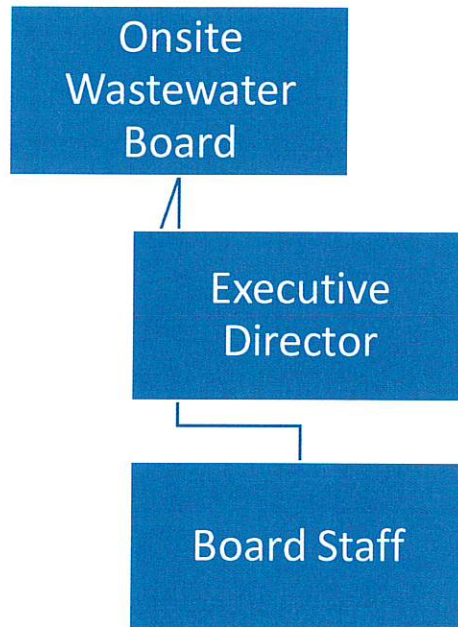 Onsite
Wastewater
Board
Executive
Director
Board Staff